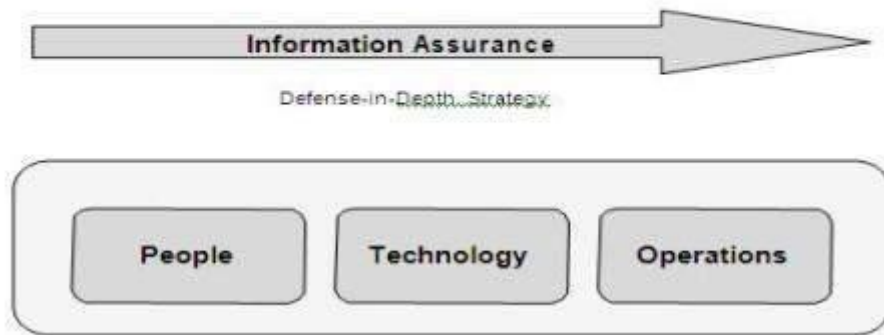 Information Assurance
Defense-in-Depth Strategy
People Technology Operations